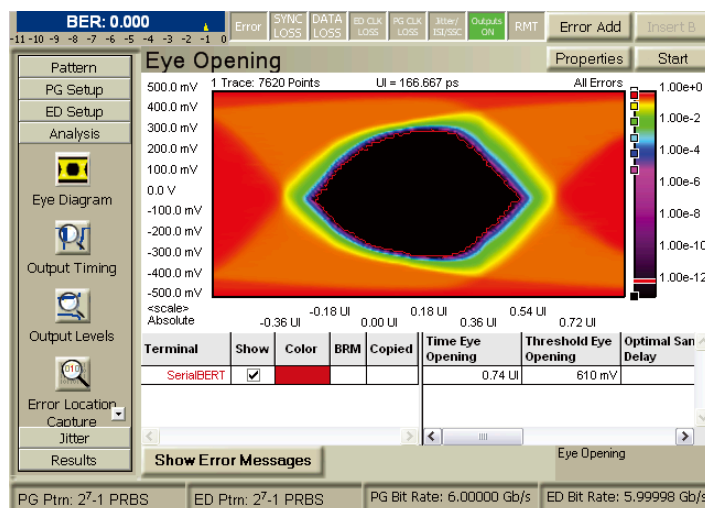 BER: 0.000
-11 -10 -9 -8 -7 -6 -5 -4 -3 -2 -1 0
Error
SYNC LOSS
DATA LOSS
ED CLK LOSS
PG CLK LOSS
Jitter/ ISI/SSC
Outputs ON
RMT
Error Add
Insert B
Eye Opening
Properties
Start
Pattern
PG Setup
ED Setup
Analysis
Eye Diagram
Output Timing
Output Levels
Error Location Capture
Jitter
Results
1 Trace: 7620 Points
UI = 166.667 ps
All Errors
500.0 mV
400.0 mV
300.0 mV
200.0 mV
100.0 mV
0.0 V
-100.0 mV
-200.0 mV
-300.0 mV
-400.0 mV
-500.0 mV
1.00e+0
1.00e-2
1.00e-4
1.00e-6
1.00e-8
1.00e-10
1.00e-12
<scale>
Absolute
-0.36 UI
-0.18 UI
0.00 UI
0.18 UI
0.36 UI
0.54 UI
0.72 UI
Terminal
Show
Color
BRM
Copied
Time Eye Opening
Threshold Eye Opening
Optimal Sam Delay
SerialBERT
0.74 UI
610 mV
Show Error Messages
Eye Opening
PG Ptrn: 2⁷-1 PRBS
ED Ptrn: 2⁷-1 PRBS
PG Bit Rate: 6.00000 Gb/s
ED Bit Rate: 5.99998 Gb/s